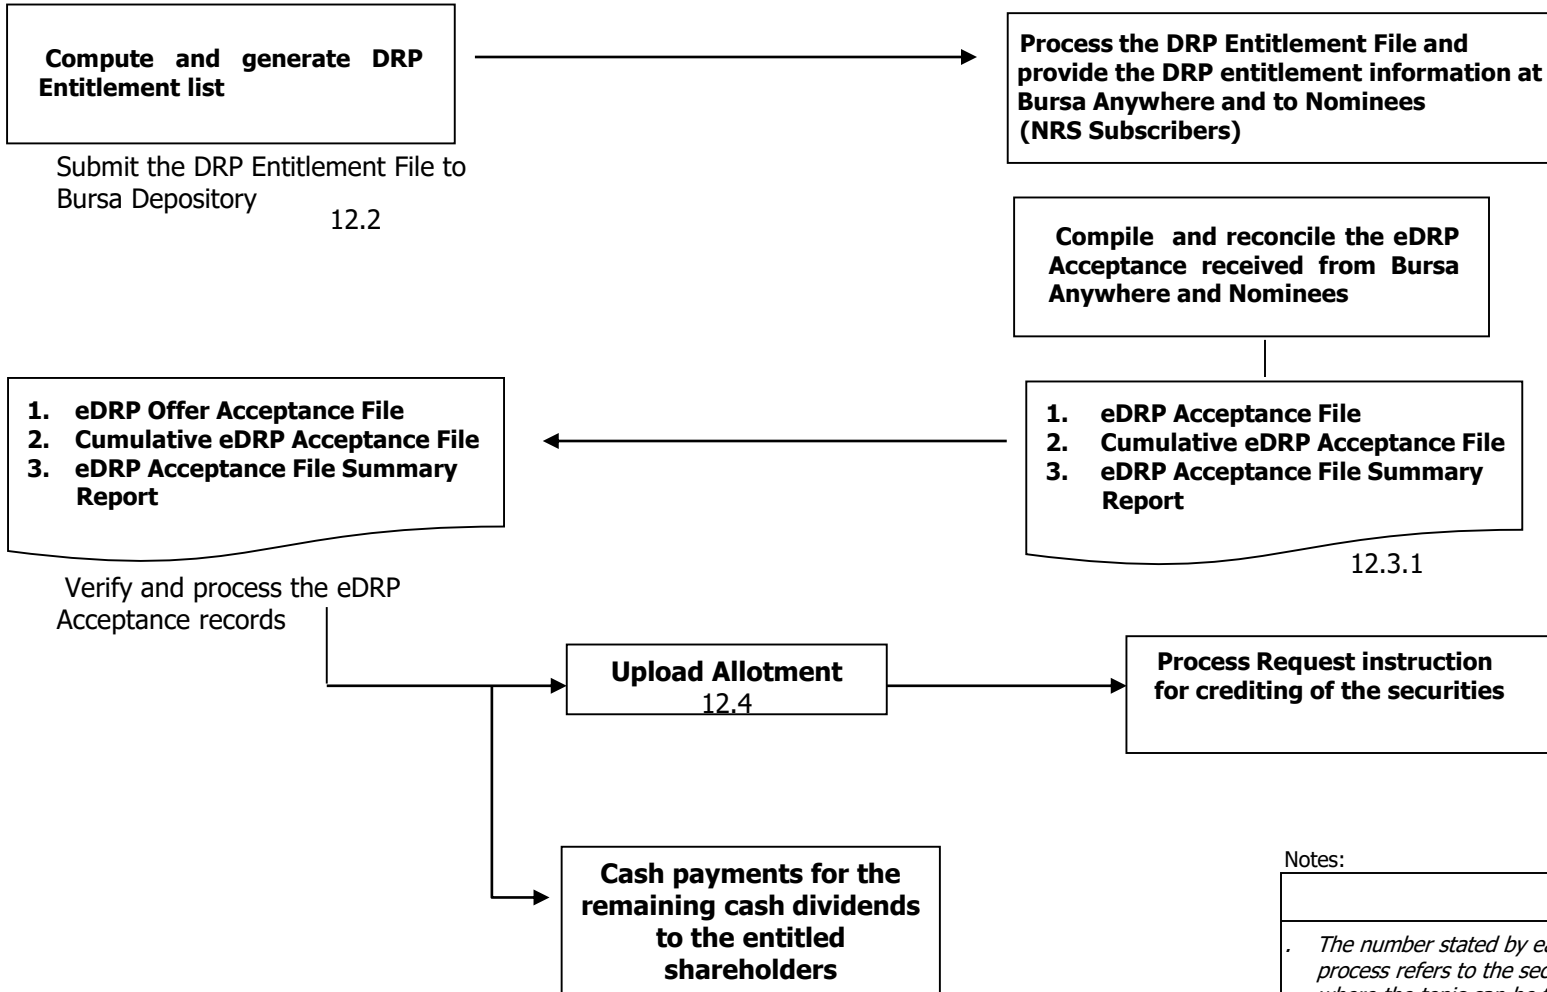 Compute and generate DRP
Entitlement list
Process the DRP Entitlement File and
provide the DRP entitlement information at
Bursa Anywhere and to Nominees
(NRS Subscribers)
Submit the DRP Entitlement File to
Bursa Depository
12.2
Compile and reconcile the eDRP
Acceptance received from Bursa
Anywhere and Nominees
1. eDRP Offer Acceptance File
2. Cumulative eDRP Acceptance File
3. eDRP Acceptance File Summary
Report
1. eDRP Acceptance File
2. Cumulative eDRP Acceptance File
3. eDRP Acceptance File Summary
Report
12.3.1
Verify and process the eDRP
Acceptance records
Upload Allotment
12.4
Process Request instruction
for crediting of the securities
Cash payments for the
remaining cash dividends
to the entitled
shareholders
Notes:
. The number stated by
process refers to the